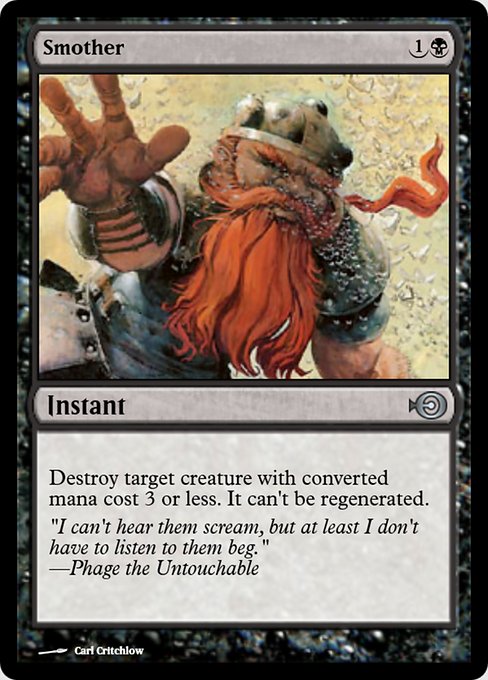 Smother 1
Instant
Destroy target creature with converted
mana cost 3 or less. It can't be regenerated.
"I can't hear them scream, but at least I don't
have to listen to them beg."
—Phage the Untouchable
Carl Critchlow